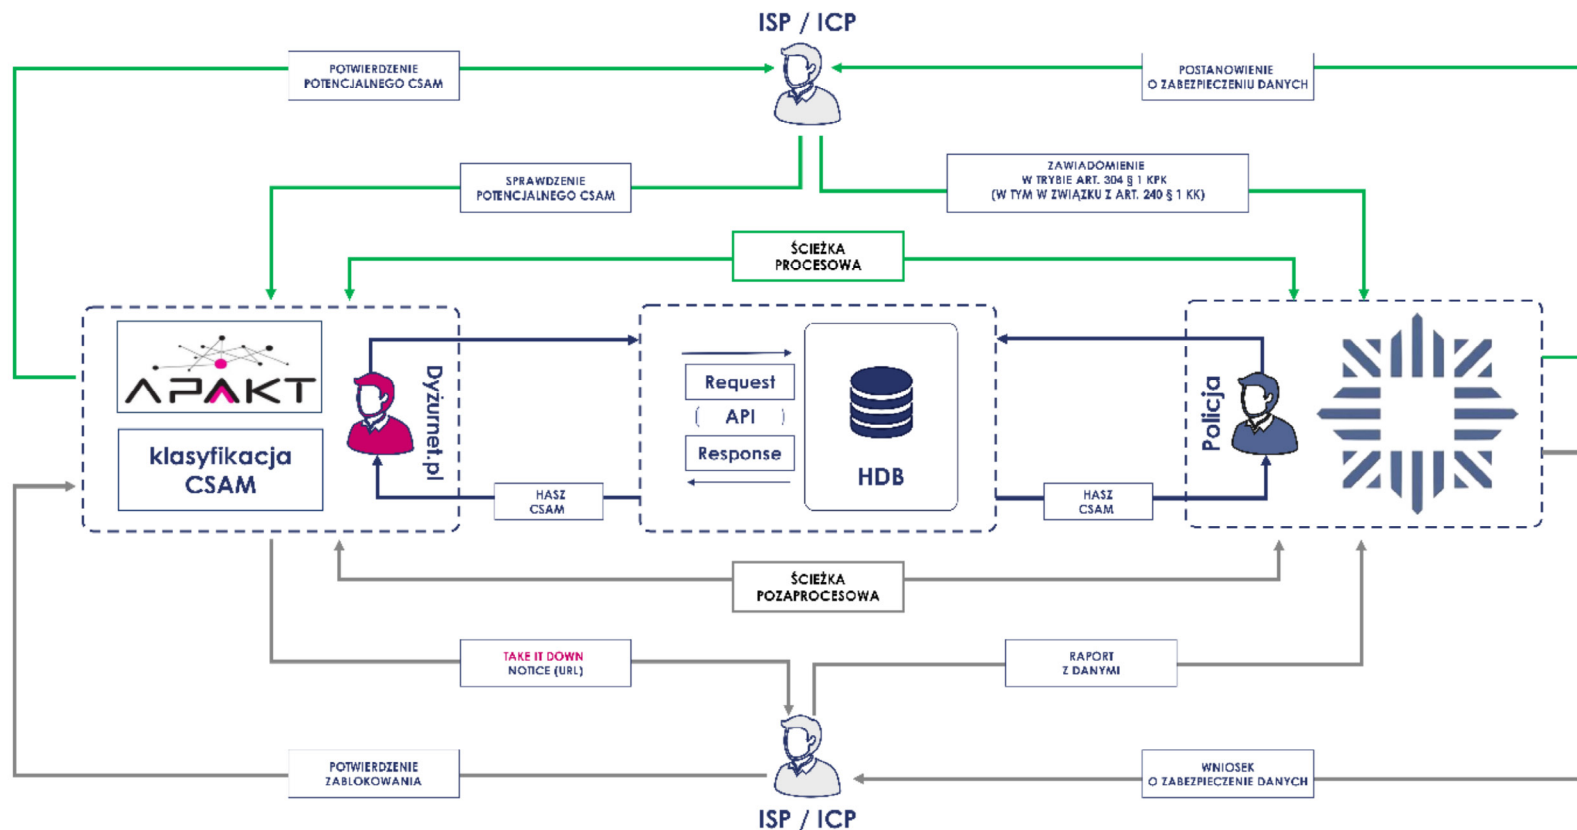 ISP / ICP
POTWIERDZENIE
POTENCJALNEGO CSAM
POSTANOWIENIE
O ZABEZPIECZENIU DANYCH
SPRAWDZENIE
POTENCJALNEGO CSAM
ZAWIADOMIENIE
W TRYBIE ART. 304 § 1 KPK
(W TYM W ZWIĄZKU Z ART. 240 § 1 KK)
ŚCIEŻKA
PROCESOWA
APAKT
klasyfikacja
CSAM
Dyżurnet.pl
HASZ
CSAM
Request
( API )
Response
HDB
HASZ
CSAM
Policja
ŚCIEŻKA
POZAPROCESOWA
TAKE IT DOWN
NOTICE (URL)
RAPORT
Z DANYMI
POTWIERDZENIE
ZABLOKOWANIA
WNIOSEK
O ZABEZPIECZENIE DANYCH
ISP / ICP